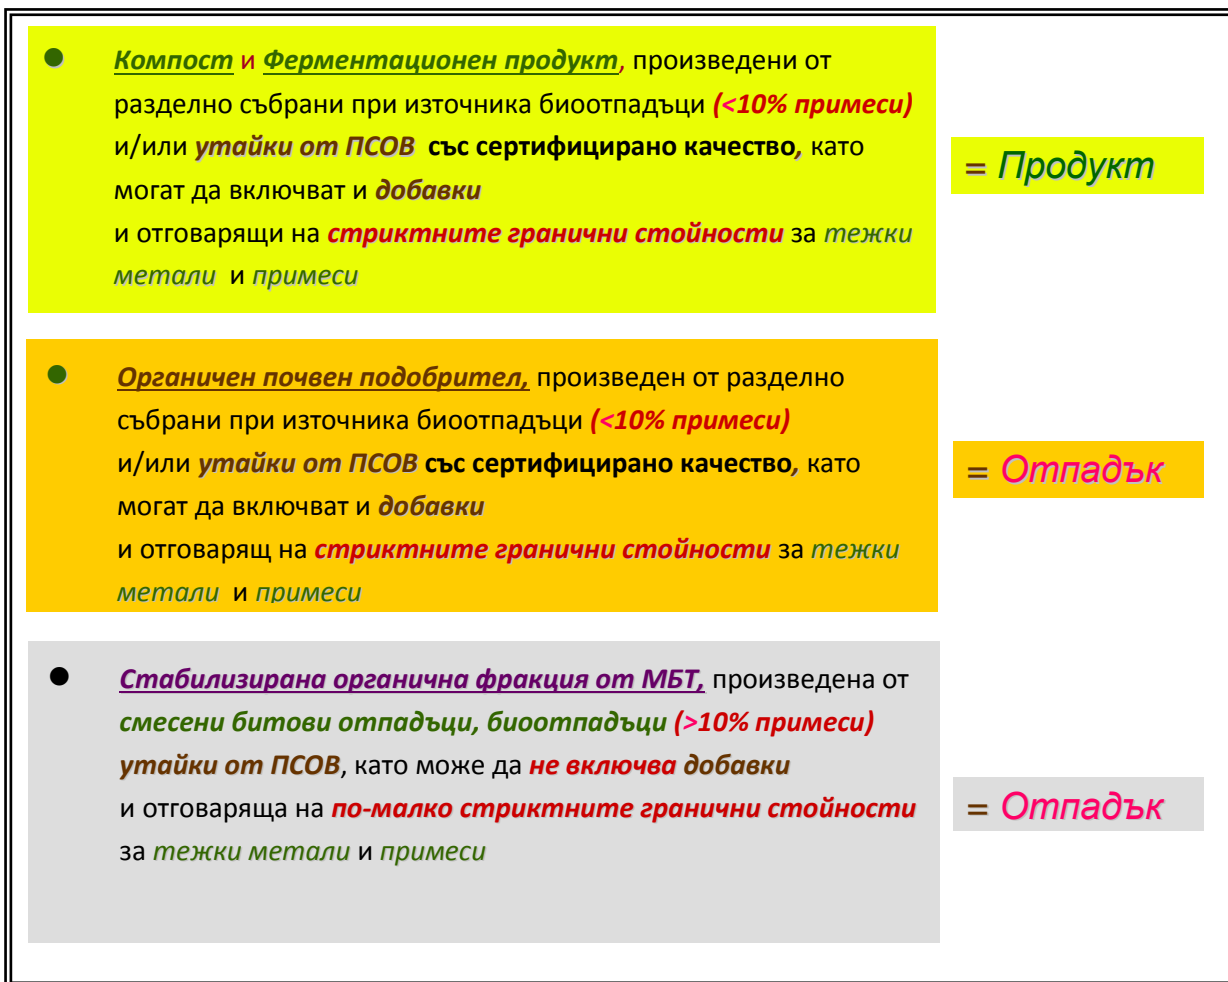 ● Компост и Ферментационен продукт, произведени от
разделно събрани при източника биоотпадъци (<10% примеси)
и/или утайки от ПСОВ със сертифицирано качество, като
могат да включват и добавки
и отговарящи на стриктните гранични стойности за тежки
метали и примеси
= Продукт
● Органичен почвен подобрител, произведен от разделно
събрани при източника биоотпадъци (<10% примеси)
и/или утайки от ПСОВ със сертифицирано качество, като
могат да включват и добавки
и отговарящ на стриктните гранични стойности за тежки
метали и примеси
= Отпадък
● Стабилизирана органична фракция от МБТ, произведена от
смесени битови отпадъци, биоотпадъци (>10% примеси)
утайки от ПСОВ, като може да не включва добавки
и отговаряща на по-малко стриктните гранични стойности
за тежки метали и примеси
= Отпадък